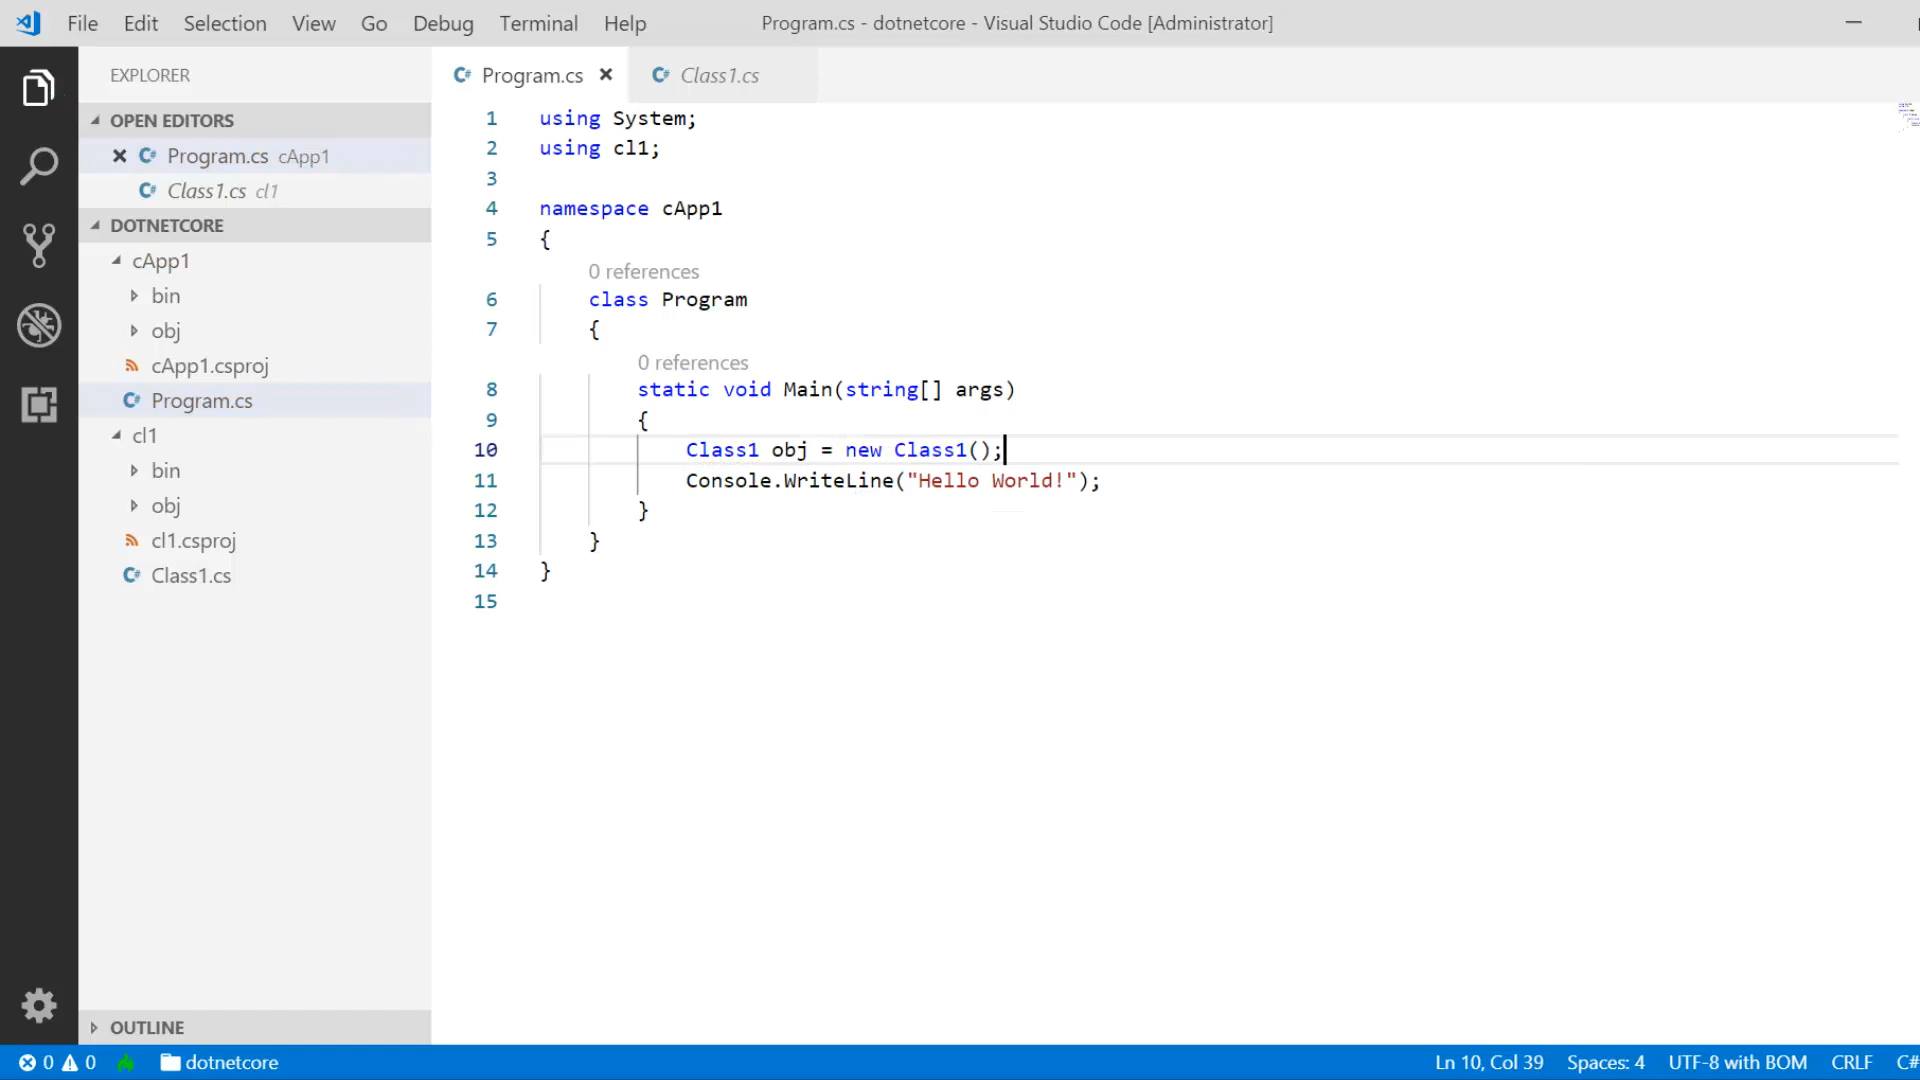 File Edit Selection View Go Debug Terminal Help Program.cs - dotnetcore - Visual Studio Code [Administrator]
EXPLORER
OPEN EDITORS
Program.cs cApp1
Class1.cs cl1
DOTNETCORE
cApp1
bin
obj
cApp1.csproj
Program.cs
cl1
bin
obj
cl1.csproj
Class1.cs
OUTLINE
Program.cs Class1.cs
1 using System;
2 using cl1;
3
4 namespace cApp1
5 {
0 references
6 class Program
7 {
0 references
8 static void Main(string[] args)
9 {
10 Class1 obj = new Class1();
11 Console.WriteLine("Hello World!");
12 }
13 }
14 }
15
0 0 dotnetcore Ln 10, Col 39 Spaces: 4 UTF-8 with BOM CRLF C#